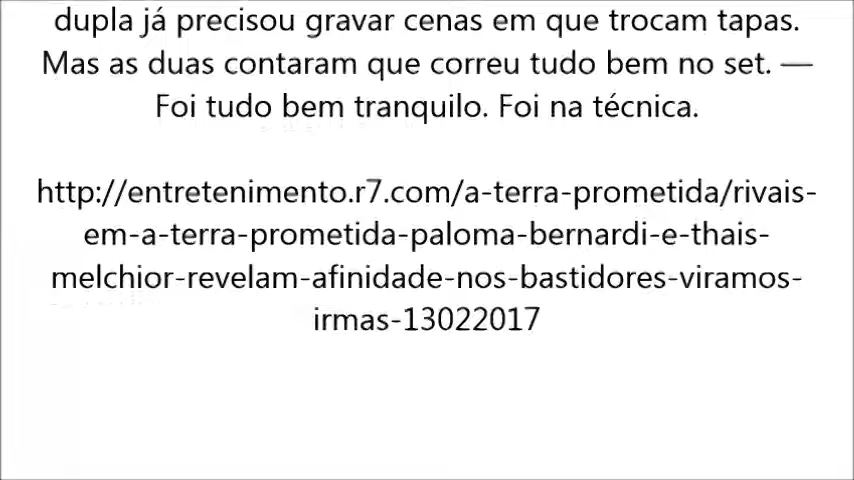 dupla já precisou gravar cenas em que trocam tapas.
Mas as duas contaram que correu tudo bem no set. —
Foi tudo bem tranquilo. Foi na técnica.
http://entretenimento.r7.com/a-terra-prometida/rivais-
em-a-terra-prometida-paloma-bernardi-e-thais-
melchior-revelam-afinidade-nos-bastidores-viramos-
irmas-13022017